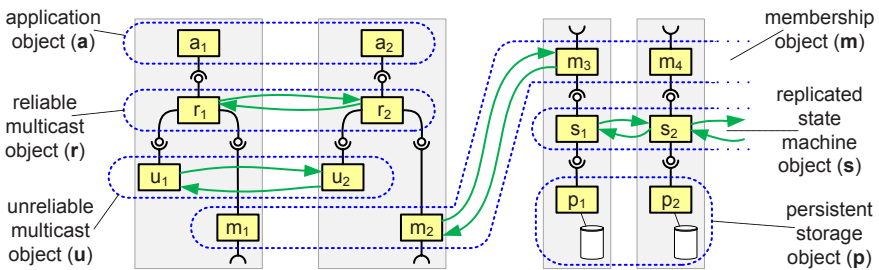 application
object (a)
reliable
multicast
object (r)
unreliable
multicast
object (u)
a1
a2
r1
r2
u1
u2
m1
m2
m3
m4
s1
s2
p1
p2
membership
object (m)
replicated
state
machine
object (s)
persistent
storage
object (p)